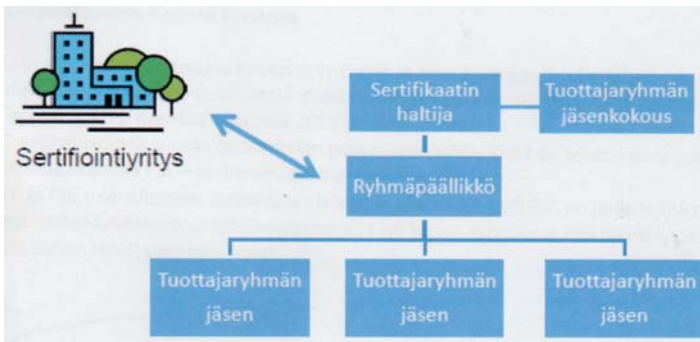 Sertifiointiyritys
Sertifikaatin
haltija
Tuottajaryhmän
jäsenkokous
Ryhmäpäällikkö
Tuottajaryhmän
jäsen
Tuottajaryhmän
jäsen
Tuottajaryhmän
jäsen